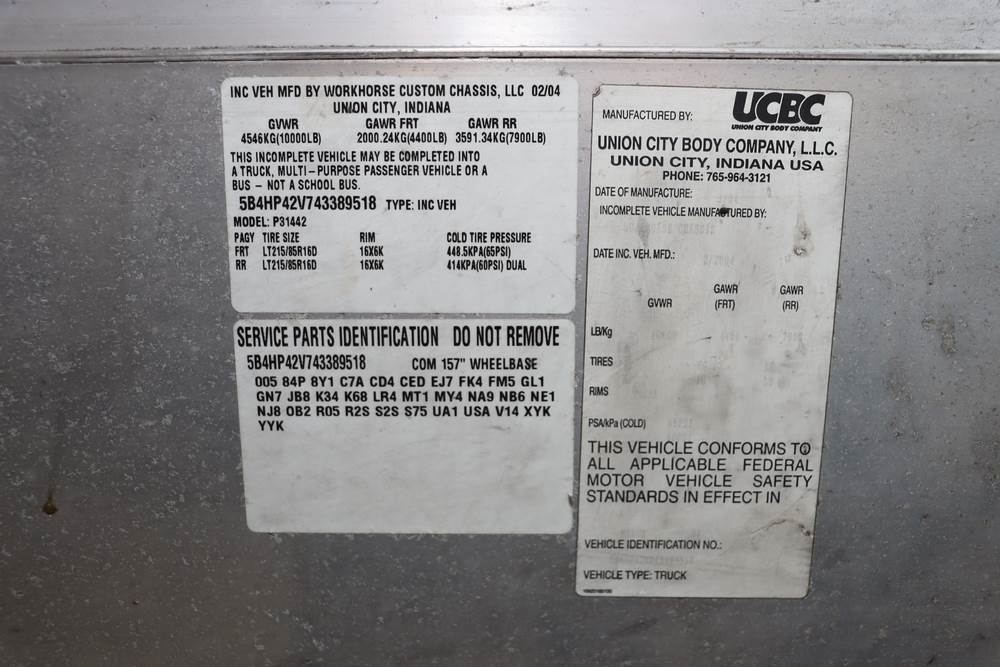 INC VEH MFD BY WORKHORSE CUSTOM CHASSIS, LLC 02/04
UNION CITY, INDIANA
GVWR GAWR FRT GAWR RR
4546KG(10000LB) 2000.24KG(4400LB) 3591.34KG(7900LB)
THIS INCOMPLETE VEHICLE MAY BE COMPLETED INTO
A TRUCK, MULTI-PURPOSE PASSENGER VEHICLE OR A
BUS - NOT A SCHOOL BUS.
5B4HP42V743389518 TYPE: INC VEH
MODEL: P31442
PAGY TIRE SIZE RIM COLD TIRE PRESSURE
FRT LT215/85R16D 16X6K 448.5KPA(65PSI)
RR LT215/85R16D 16X6K 414KPA(60PSI) DUAL
SERVICE PARTS IDENTIFICATION DO NOT REMOVE
5B4HP42V743389518 COM 157" WHEELBASE
005 84P 8Y1 C7A CD4 CED EJ7 FK4 FM5 GL1
GN7 JB8 K34 K68 LR4 MT1 MY4 NA9 NB6 NE1
NJ8 OB2 R05 R2S S2S S75 UA1 USA V14 XYK
YYK
MANUFACTURED BY: UCBC
UNION CITY BODY COMPANY
UNION CITY BODY COMPANY, L.L.C.
UNION CITY, INDIANA USA
PHONE: 765-964-3121
DATE OF MANUFACTURE:
INCOMPLETE VEHICLE MANUFACTURED BY:
DATE INC. VEH. MFD.:
GVWR GAWR (FRT) GAWR (RR)
LB/Kg
TIRES
RIMS
PSA/kPa (COLD)
THIS VEHICLE CONFORMS TO
ALL APPLICABLE FEDERAL
MOTOR VEHICLE SAFETY
STANDARDS IN EFFECT IN
VEHICLE IDENTIFICATION NO.:
VEHICLE TYPE: TRUCK